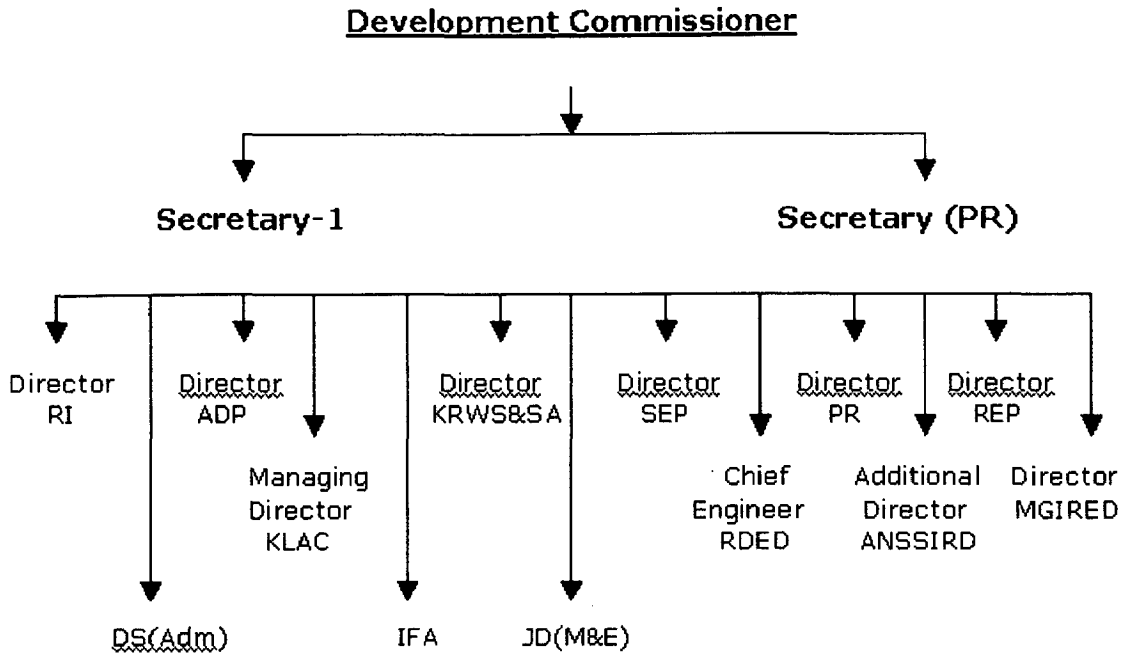 Development Commissioner
Secretary-1
Secretary (PR)
Director
RI
Director
ADP
Director
KRWS&SA
Director
SEP
Director
PR
Director
REP
Managing
Director
KLAC
Chief
Engineer
RDED
Additional
Director
ANSSIRD
Director
MGIRED
DS(Adm)
IFA
JD(M&E)